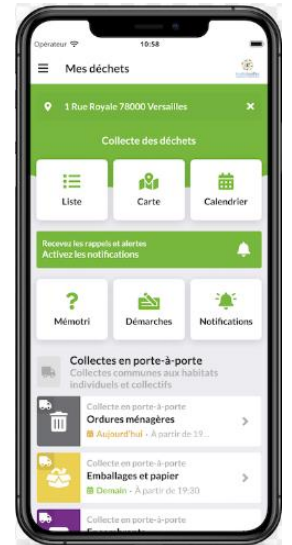 Opérateur 10:58
Mes déchets
1 Rue Royale 78000 Versailles ×
Collecte des déchets
Liste Carte Calendrier
Recevez les rappels et alertes
Activez les notifications
Mémotri Démarches Notifications
Collectes en porte-à-porte
Collectes communes aux habitats
individuels et collectifs
Collecte en porte-à-porte
Ordures ménagères
Aujourd'hui - À partir de 19...
Collecte en porte-à-porte
Emballages et papier
Demain - À partir de 19:30
Collecte en porte-à-porte